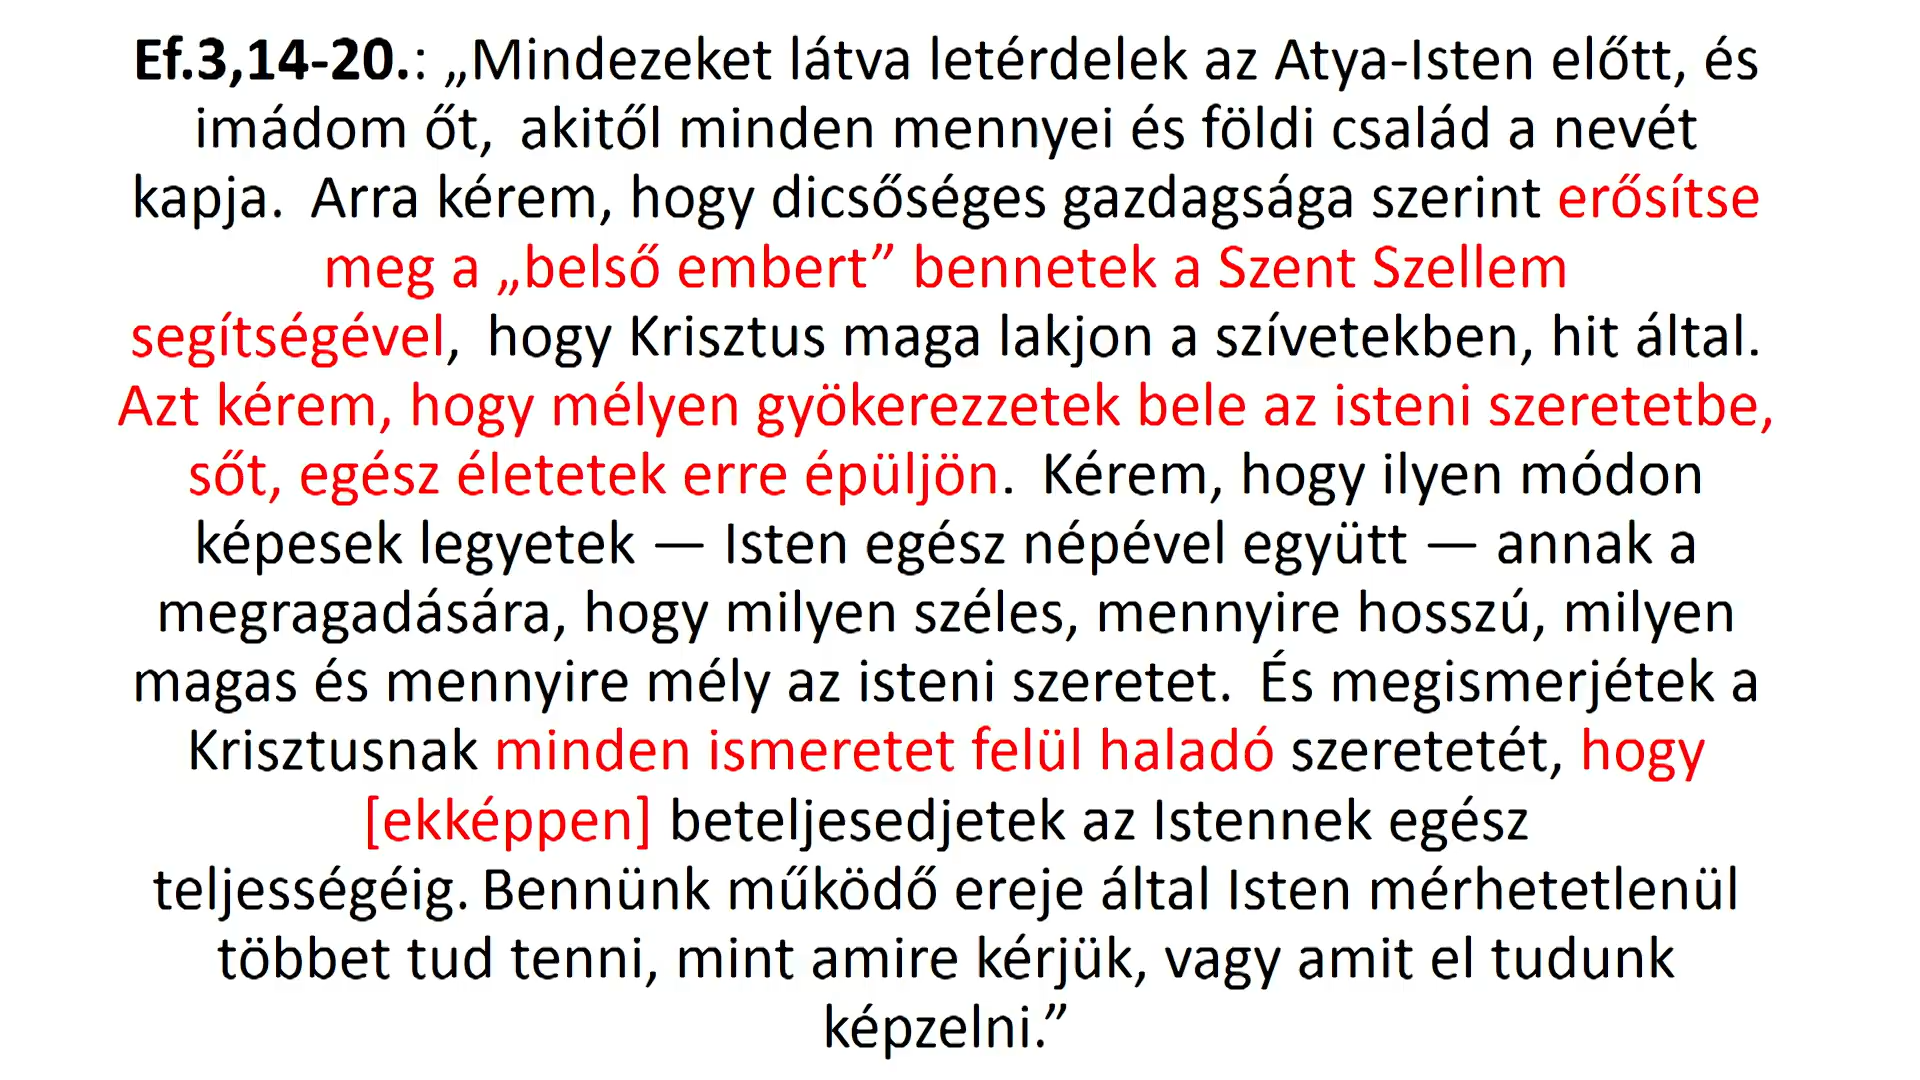 Ef.3,14-20.: „Mindezeket látva letérdelek az Atya-Isten előtt, és
imádom őt, akitől minden mennyei és földi család a nevét
kapja. Arra kérem, hogy dicsőséges gazdagsága szerint erősítse
meg a „belső embert” bennetek a Szent Szellem
segítségével, hogy Krisztus maga lakjon a szívetekben, hit által.
Azt kérem, hogy mélyen gyökerezzetek bele az isteni szeretetbe,
sőt, egész életetek erre épüljön. Kérem, hogy ilyen módon
képesek legyetek — Isten egész népével együtt — annak a
megragadására, hogy milyen széles, mennyire hosszú, milyen
magas és mennyire mély az isteni szeretet. És megismerjétek a
Krisztusnak minden ismeretet felül haladó szeretetét, hogy
[ekképpen] beteljesedjetek az Istennek egész
teljességéig. Bennünk működő ereje által Isten mérhetetlenül
többet tud tenni, mint amire kérjük, vagy amit el tudunk
képzelni.”